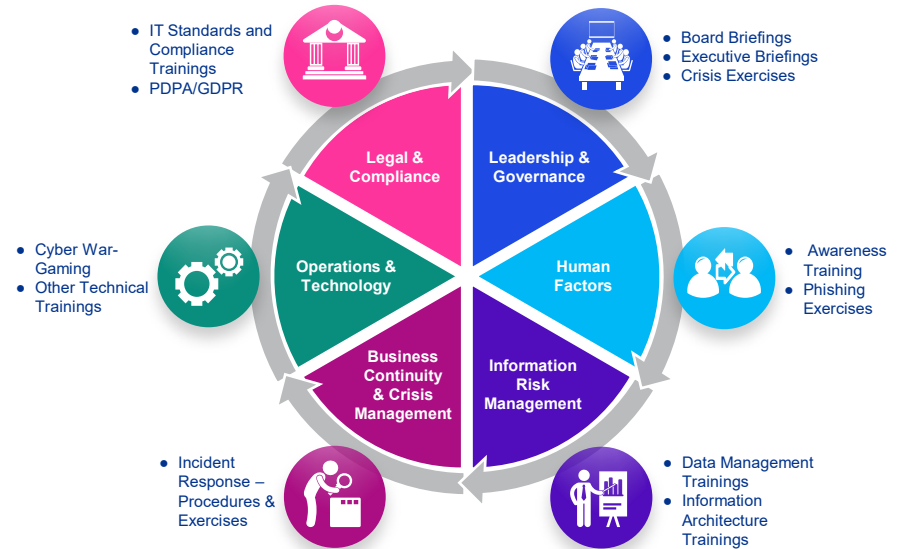 ● IT Standards and
Compliance
Trainings
● PDPA/GDPR
● Board Briefings
● Executive Briefings
● Crisis Exercises
Legal &
Compliance
Leadership &
Governance
● Cyber War-
Gaming
● Other Technical
Trainings
Operations &
Technology
Human
Factors
● Awareness
Training
● Phishing
Exercises
Business
Continuity
& Crisis
Management
Information
Risk
Management
● Incident
Response –
Procedures &
Exercises
● Data Management
Trainings
● Information
Architecture
Trainings